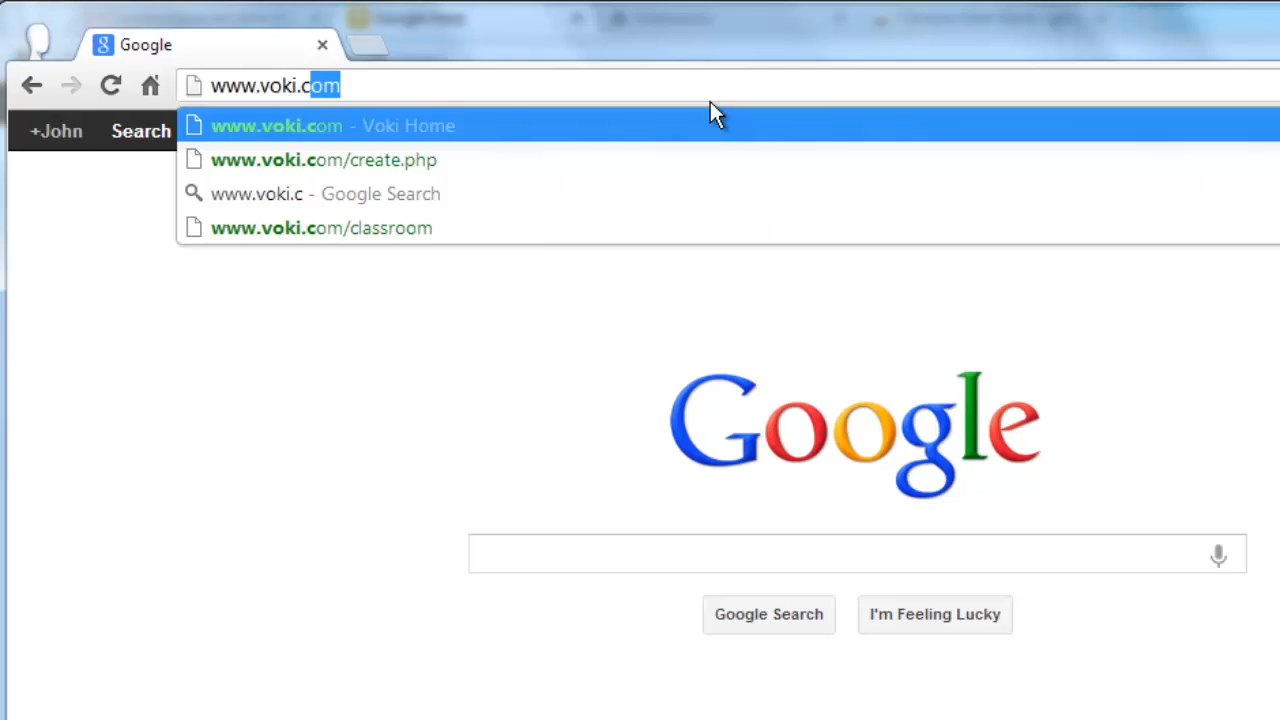 Google
www.voki.com
+John Search
www.voki.com - Voki Home
www.voki.com/create.php
www.voki.c - Google Search
www.voki.com/classroom
Google
Google Search I'm Feeling Lucky